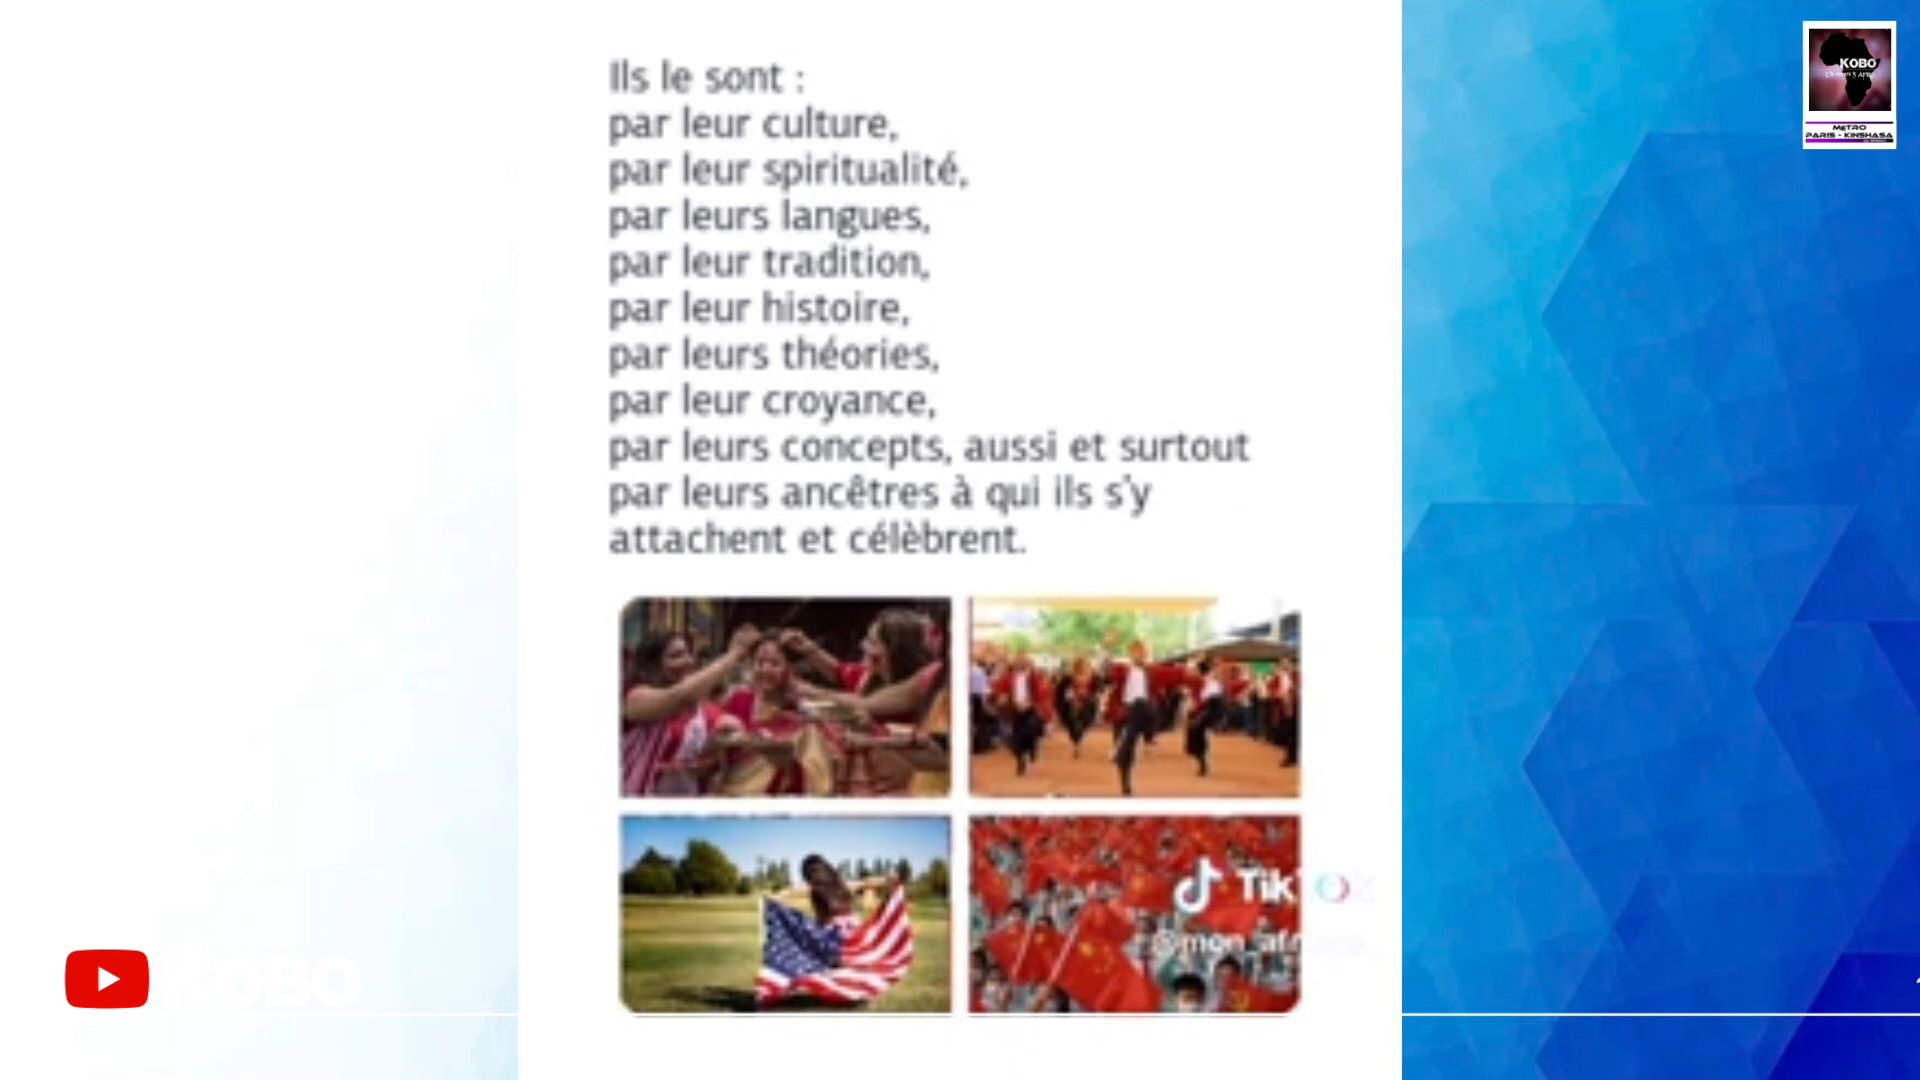 Ils le sont :
par leur culture,
par leur spiritualité,
par leurs langues,
par leur tradition,
par leur histoire,
par leurs théories,
par leur croyance,
par leurs concepts, aussi et surtout
par leurs ancêtres à qui ils s'y
attachent et célèbrent.
KOBO
METRO
PARIS - KINSHASA
TikTok
KOBO